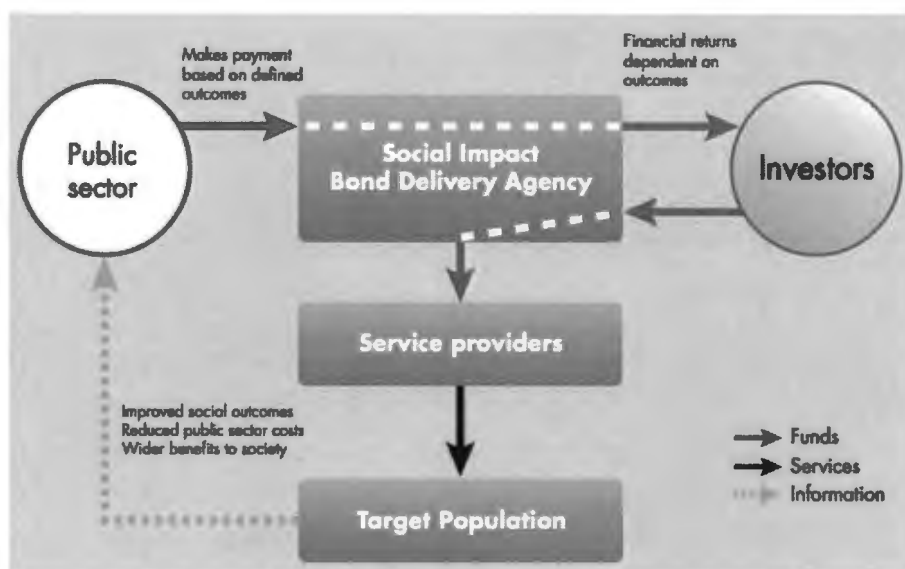 Makes payment
based on defined
outcomes
Financial returns
dependent on
outcomes
Public
sector
Social Impact
Bond Delivery Agency
Investors
Service providers
Improved social outcomes
Reduced public sector costs
Wider benefits to society
Funds
Services
Information
Target Population